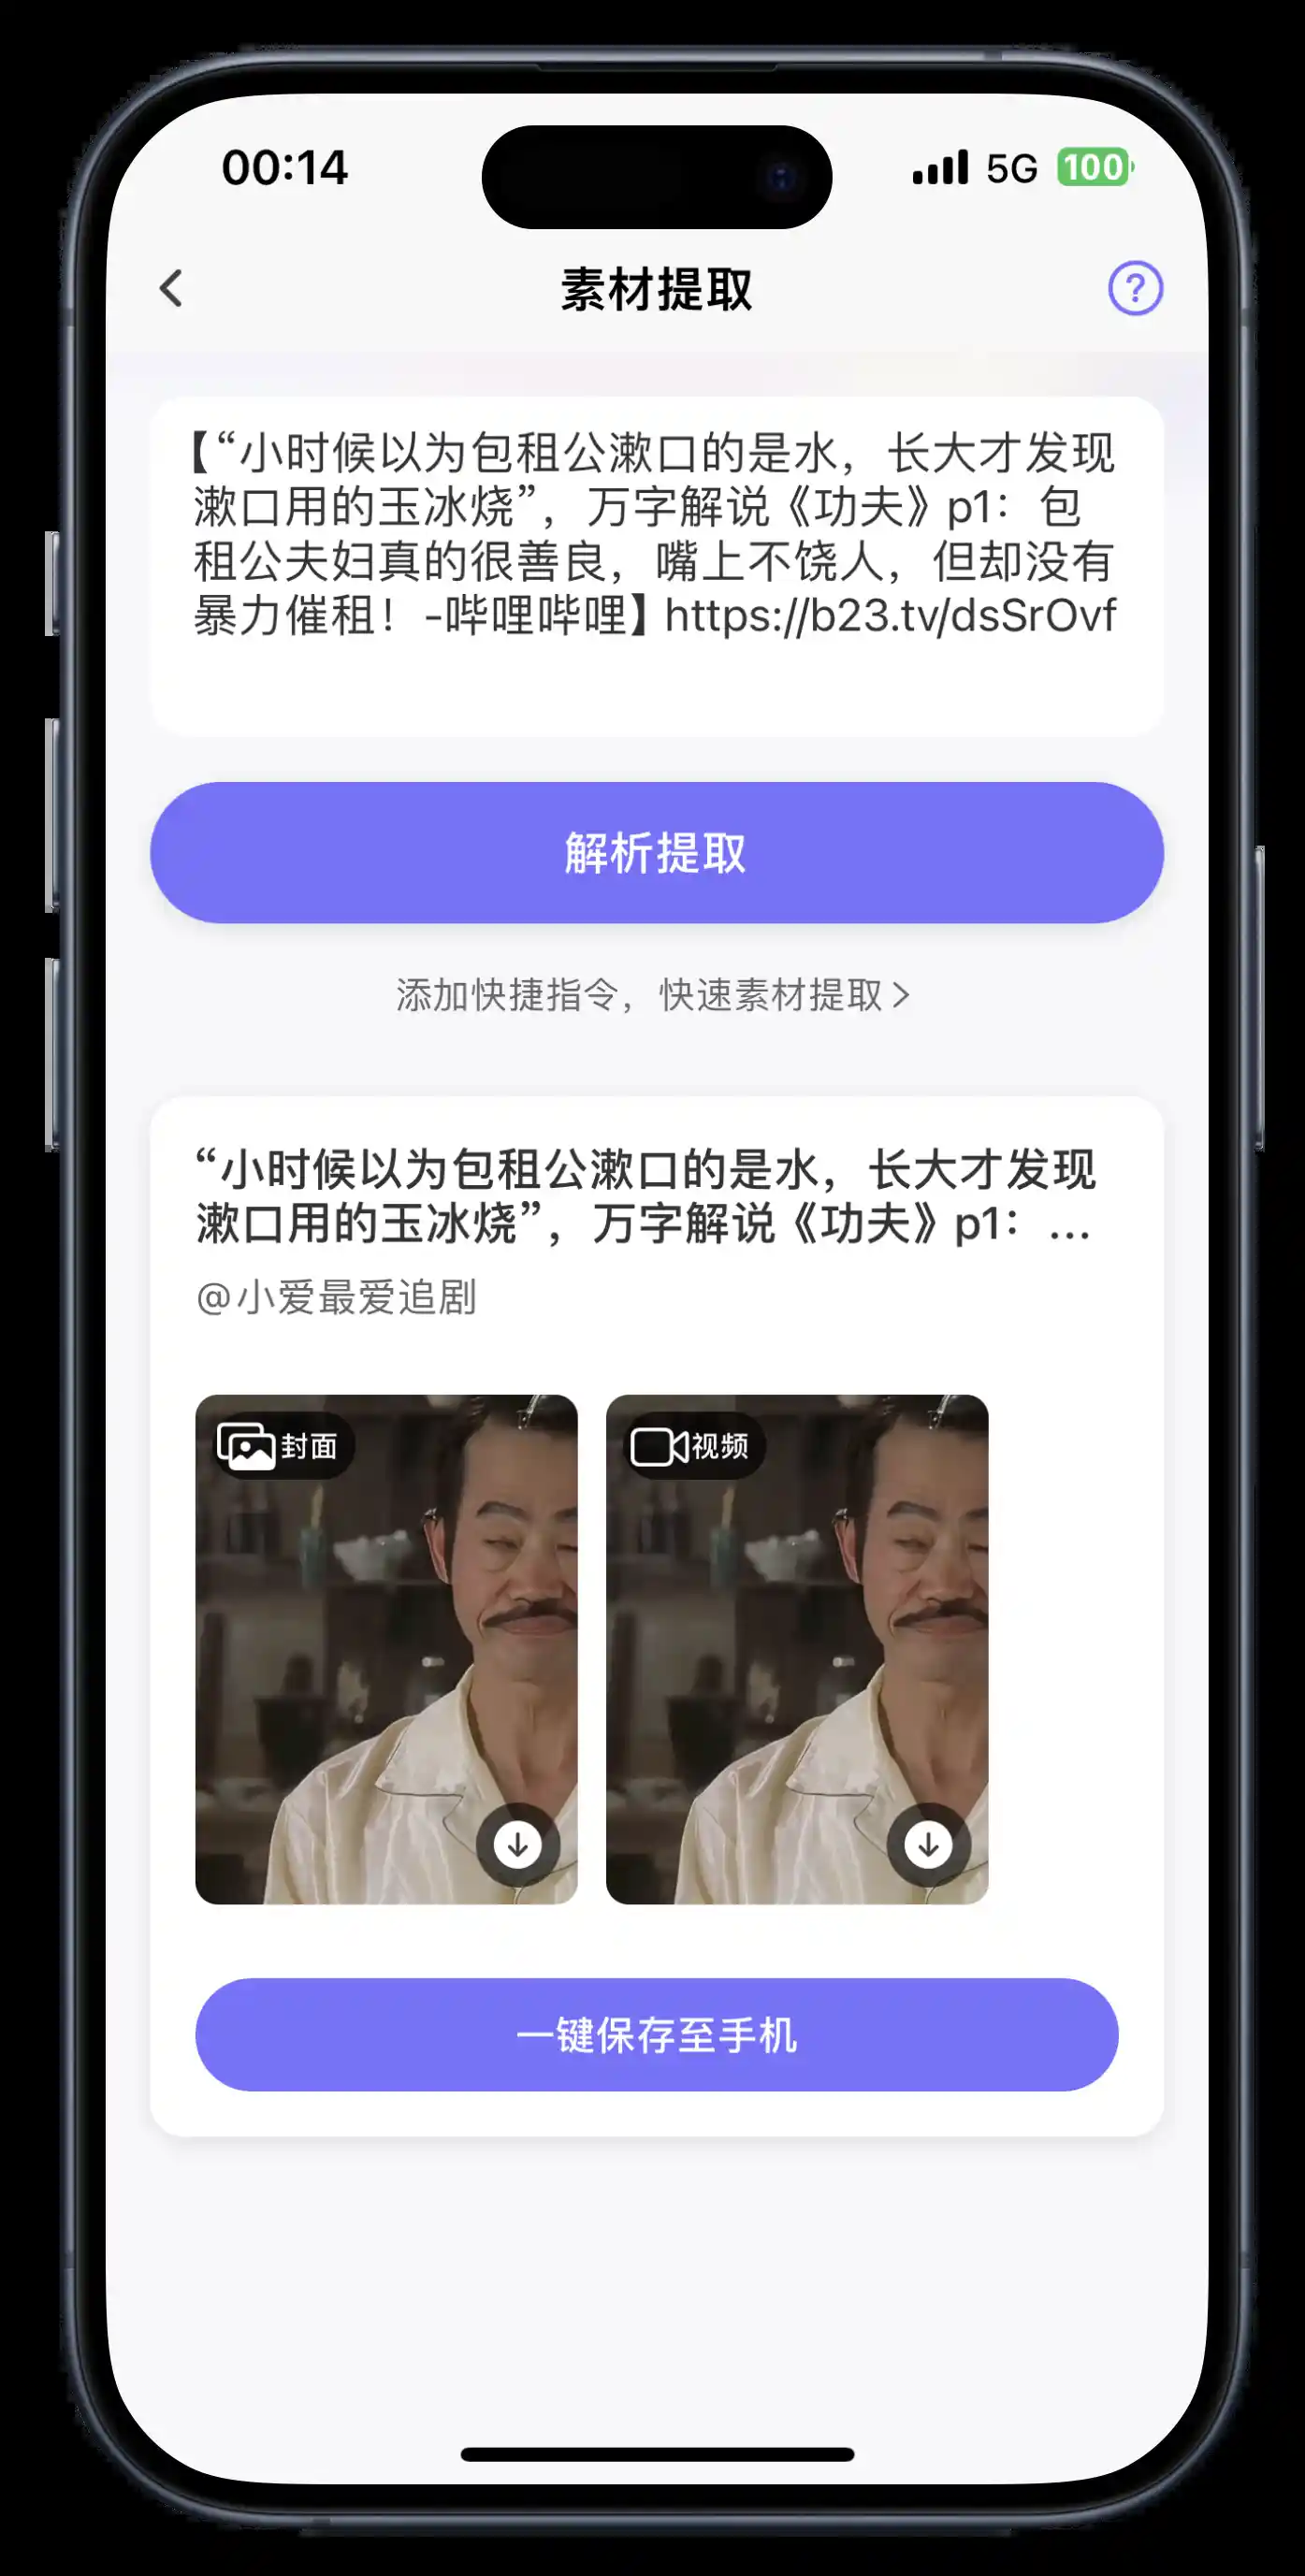 00:14
5G 100
素材提取
?
【“小时候以为包租公漱口的是水，长大才发现
漱口用的玉冰烧”，万字解说《功夫》p1：包
租公夫妇真的很善良，嘴上不饶人，但却没有
暴力催租！-哔哩哔哩】https://b23.tv/dsSrOvf
解析提取
添加快捷指令，快速素材提取 >
“小时候以为包租公漱口的是水，长大才发现
漱口用的玉冰烧”，万字解说《功夫》p1：...
@小爱最爱追剧
封面
视频
一键保存至手机